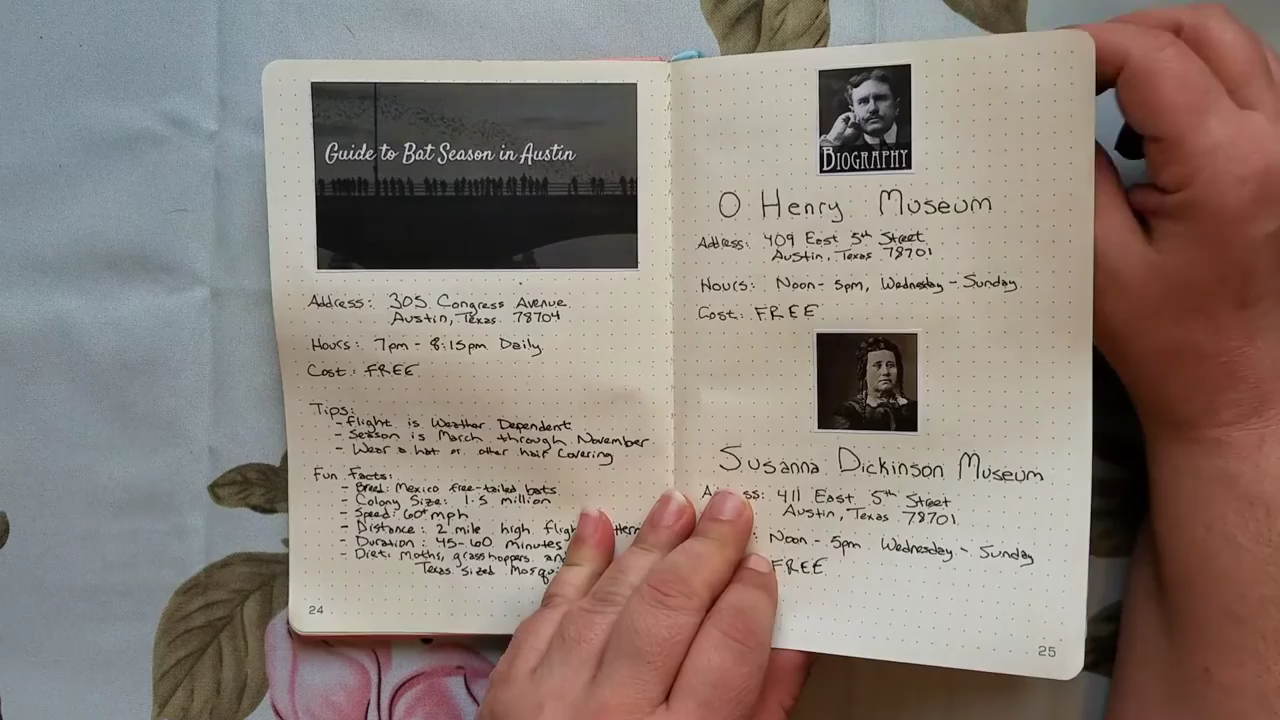 Guide to Bat Season in Austin
Address: 305 Congress Avenue
Austin, Texas 78704
Hours: 7pm - 8:15pm Daily
Cost: FREE
Tips:
- Flight is Weather Dependent
- Season is March through November
- Wear a hat or other hair covering
Fun Facts:
- Breed: Mexico free-tailed bats
- Colony Size: 1.5 million
- Speed: 60+ mph
- Distance: 2 mile high
- Duration: 45-60 minutes
- Diet: Moths, grasshoppers
Texas sized
24
BIOGRAPHY
O Henry Museum
Address: 409 East 5th Street
Austin, Texas 78701
Hours: Noon - 5pm, Wednesday - Sunday
Cost: FREE
Susanna Dickinson Museum
411 East 5th Street
Austin, Texas 78701
Noon - 5pm Wednesday - Sunday
FREE
25